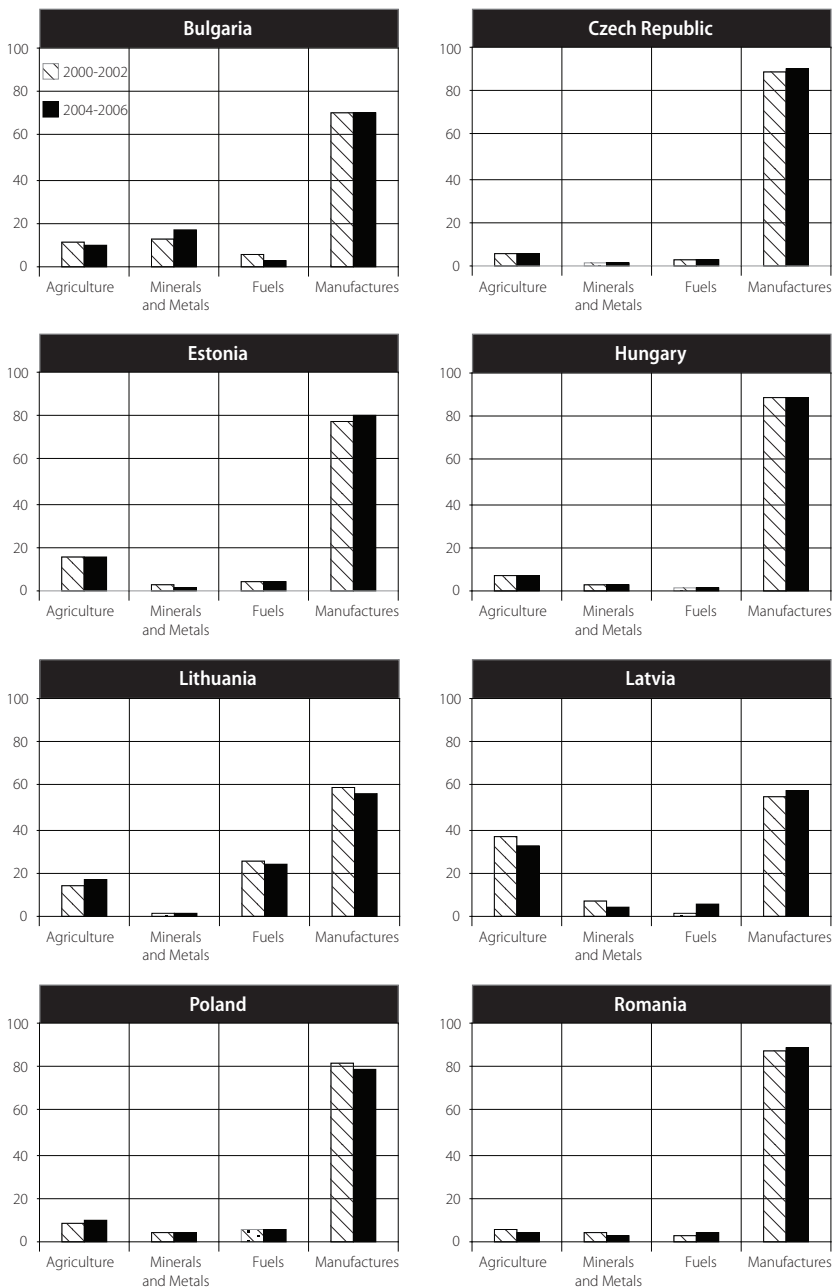 Bulgaria
100
80
60
40
20
0
2000-2002
2004-2006
Agriculture
Minerals
and Metals
Fuels
Manufactures
Czech Republic
100
80
60
40
20
0
Agriculture
Minerals
and Metals
Fuels
Manufactures
Estonia
100
80
60
40
20
0
Agriculture
Minerals
and Metals
Fuels
Manufactures
Hungary
100
80
60
40
20
0
Agriculture
Minerals
and Metals
Fuels
Manufactures
Lithuania
100
80
60
40
20
0
Agriculture
Minerals
and Metals
Fuels
Manufactures
Latvia
100
80
60
40
20
0
Agriculture
Minerals
and Metals
Fuels
Manufactures
Poland
100
80
60
40
20
0
Agriculture
Minerals
and Metals
Fuels
Manufactures
Romania
100
80
60
40
20
0
Agriculture
Minerals
and Metals
Fuels
Manufactures